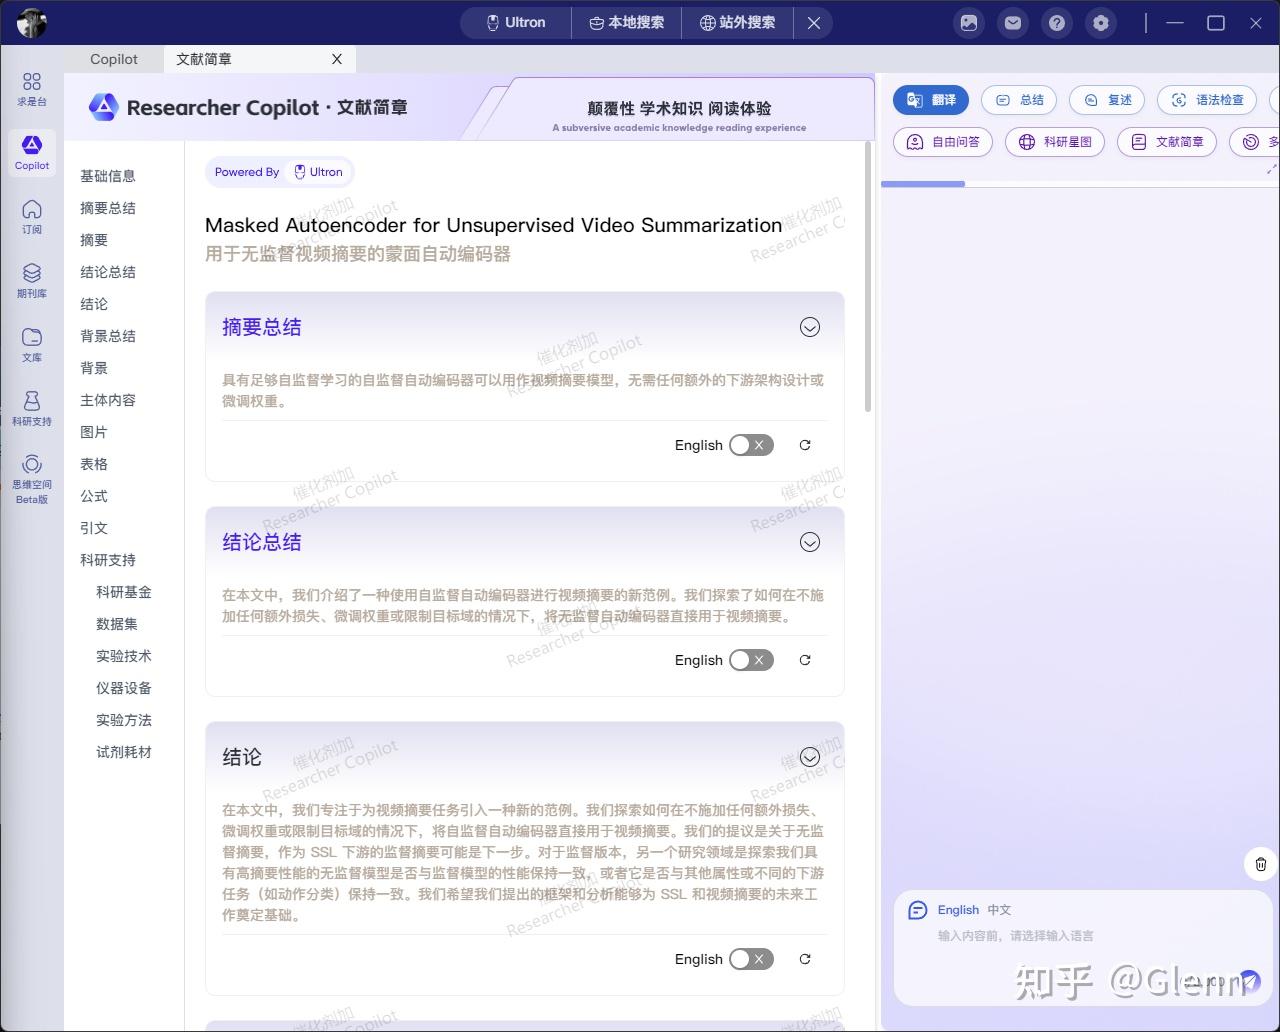 Ultron
本地搜索
站外搜索
Copilot
文献简章
X
求是台
Copilot
订阅
期刊库
文库
科研支持
思维空间
Beta版
Researcher Copilot · 文献简章
颠覆性 学术知识 阅读体验
A subversive academic knowledge reading experience
基础信息
摘要总结
摘要
结论总结
结论
背景总结
背景
主体内容
图片
表格
公式
引文
科研支持
科研基金
数据集
实验技术
仪器设备
实验方法
试剂耗材
Powered By Ultron
Masked Autoencoder for Unsupervised Video Summarization
用于无监督视频摘要的蒙面自动编码器
摘要总结
具有足够自监督学习的自监督自动编码器可以用作视频摘要模型，无需任何额外的下游架构设计或
微调权重。
English
结论总结
在本文中，我们介绍了一种使用自监督自动编码器进行视频摘要的新范例。我们探索了如何在不施
加任何额外损失、微调权重或限制目标域的情况下，将无监督自动编码器直接用于视频摘要。
English
结论
在本文中，我们专注于为视频摘要任务引入一种新的范例。我们探索如何在不施加任何额外损失、
微调权重或限制目标域的情况下，将自监督自动编码器直接用于视频摘要。我们的提议是关于无监
督摘要，作为 SSL 下游的监督摘要可能是下一步。对于监督版本，另一个研究领域是探索我们具
有高摘要性能的无监督模型是否与监督模型的性能保持一致，或者它是否与其他属性或不同的下游
任务（如动作分类）保持一致。我们希望我们提出的框架和分析能够为 SSL 和视频摘要的未来工
作奠定基础。
English
催化剂加
Researcher Copilot
翻译
总结
复述
语法检查
自由问答
科研星图
文献简章
多
English 中文
输入内容前，请选择输入语言
知乎 @Glenn